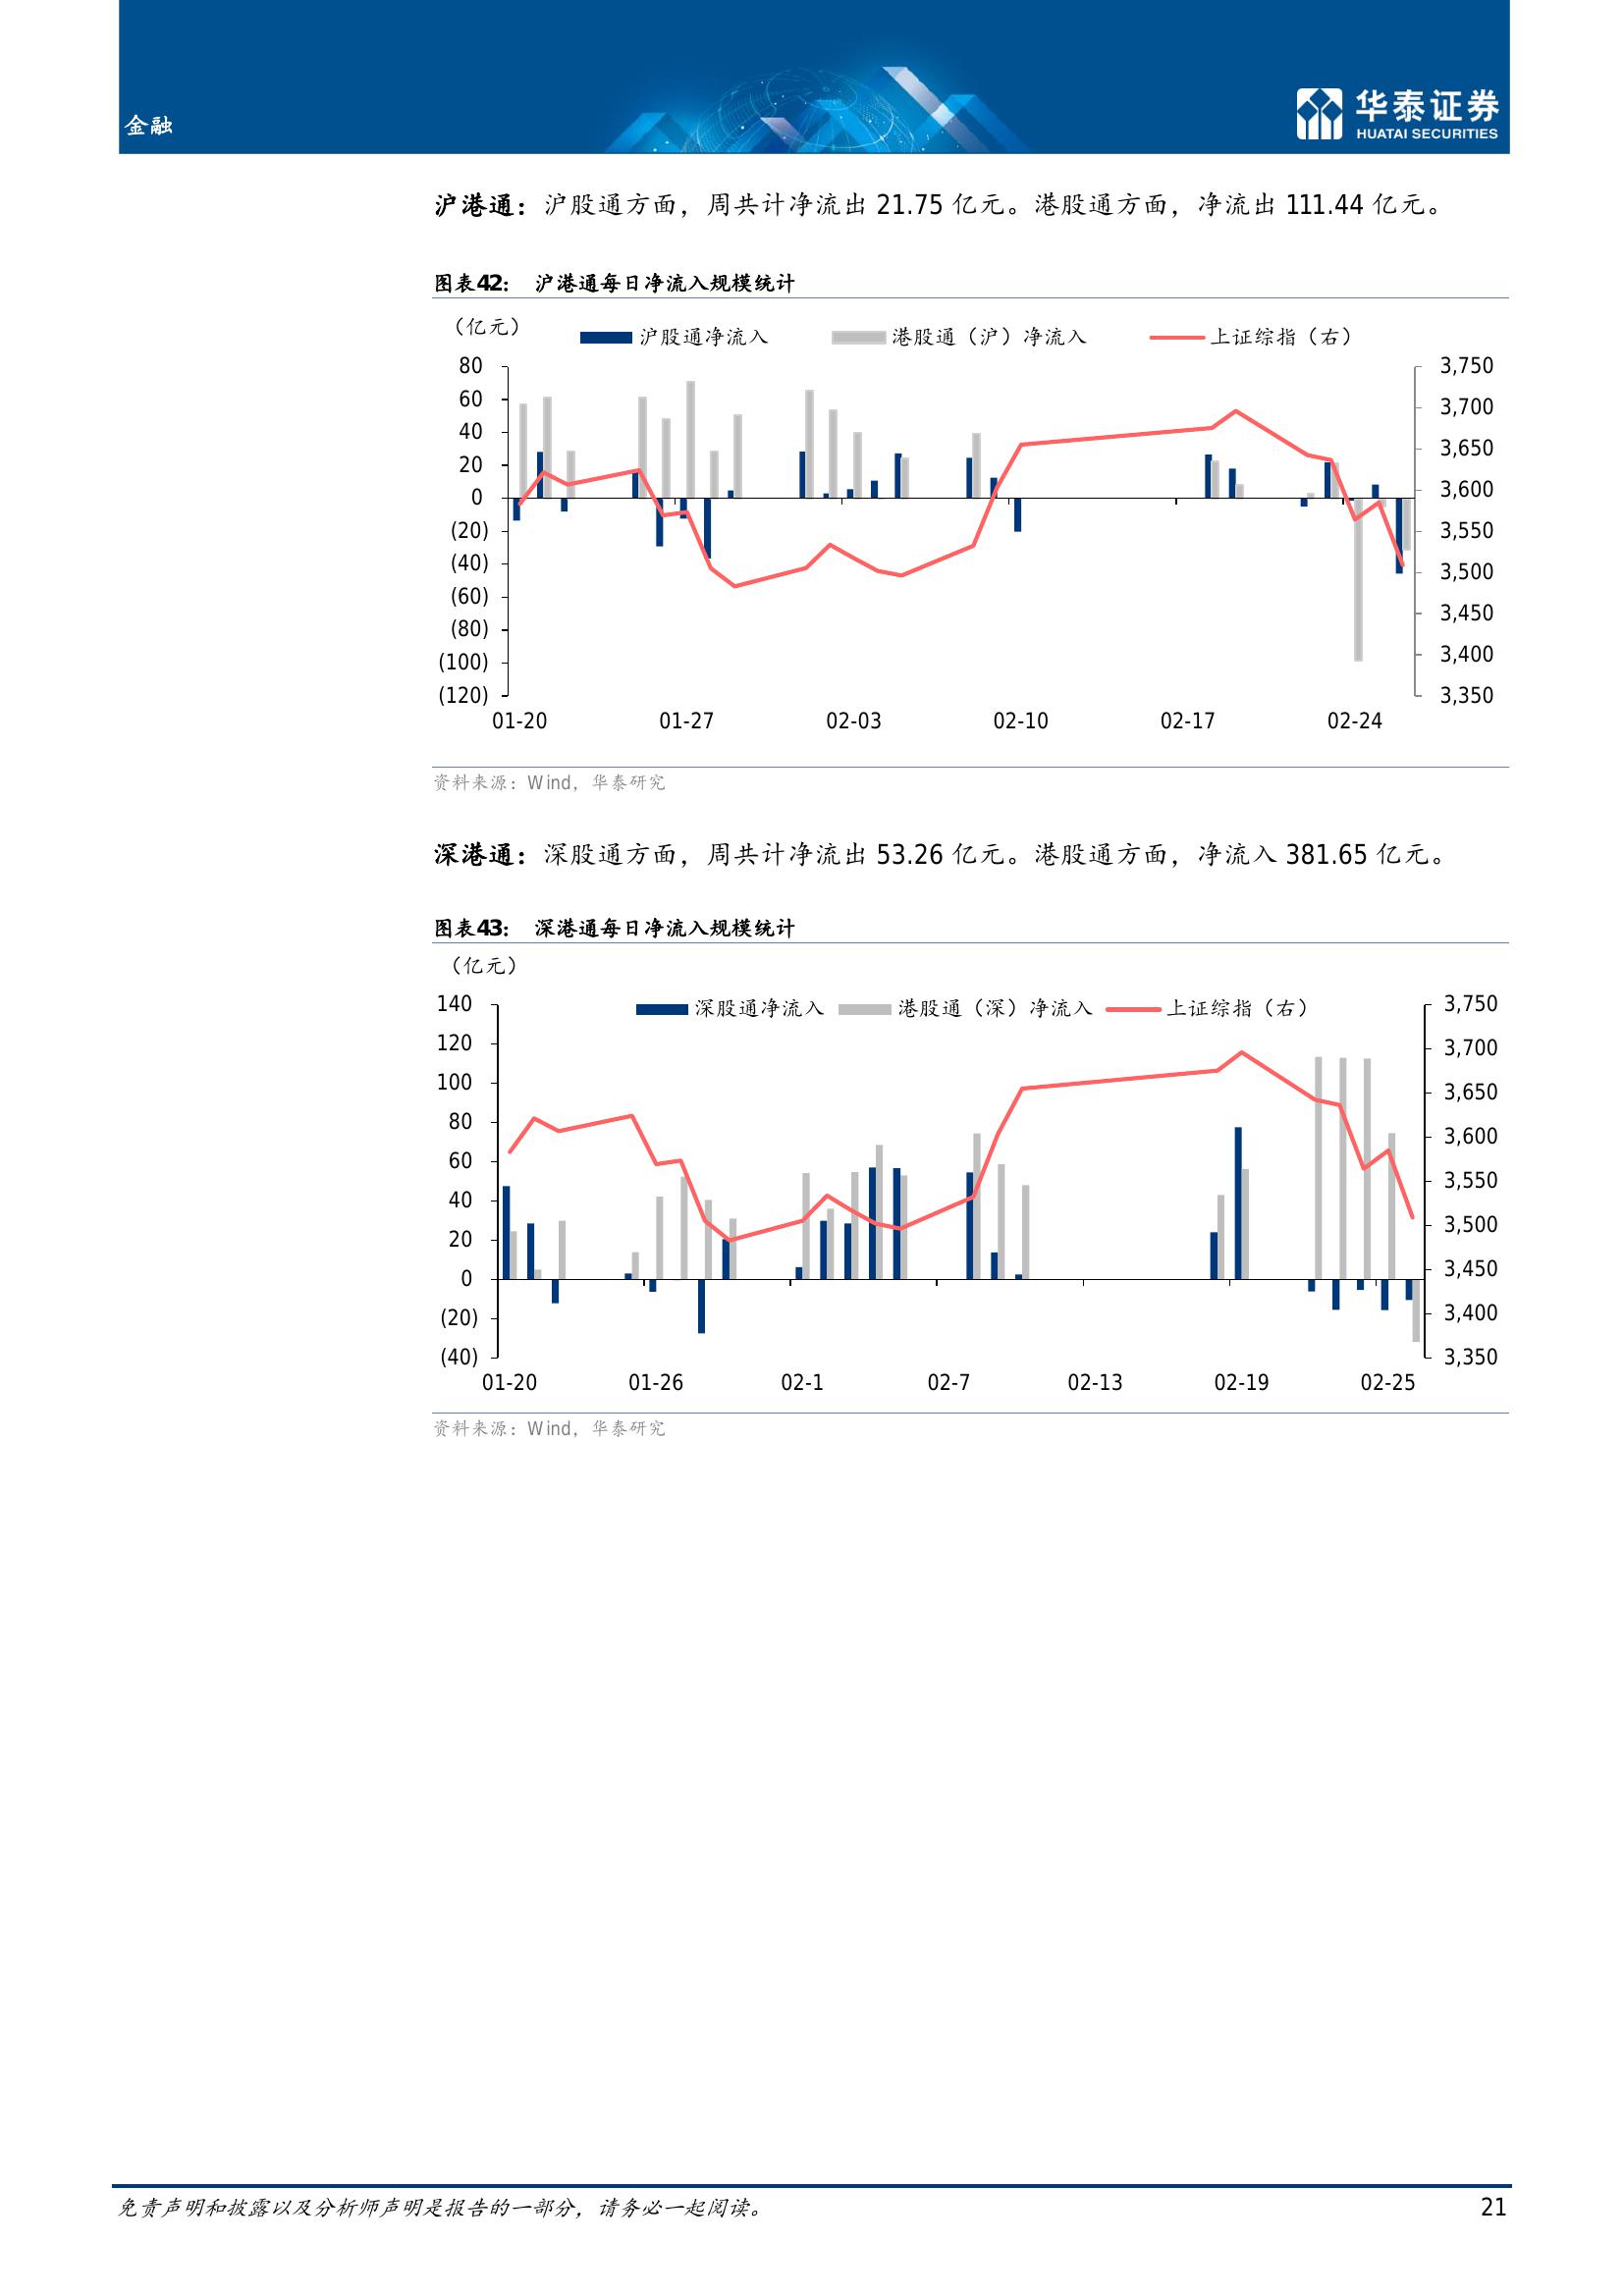 金融
华泰证券
HUATAI SECURITIES
沪港通：沪股通方面，周共计净流出 21.75 亿元。港股通方面，净流出 111.44 亿元。
图表42： 沪港通每日净流入规模统计
（亿元）
沪股通净流入 港股通（沪）净流入 上证综指（右）
80 3,750
60 3,700
40 3,650
20 3,600
0 3,550
(20) 3,500
(40) 3,450
(60) 3,400
(80) 3,350
(100)
(120)
01-20 01-27 02-03 02-10 02-17 02-24
资料来源：Wind，华泰研究
深港通：深股通方面，周共计净流出 53.26 亿元。港股通方面，净流入 381.65 亿元。
图表43： 深港通每日净流入规模统计
（亿元）
深股通净流入 港股通（深）净流入 上证综指（右）
140 3,750
120 3,700
100 3,650
80 3,600
60 3,550
40 3,500
20 3,450
0 3,400
(20) 3,350
(40)
01-20 01-26 02-1 02-7 02-13 02-19 02-25
资料来源：Wind，华泰研究
免责声明和披露以及分析师声明是报告的一部分，请务必一起阅读。 21